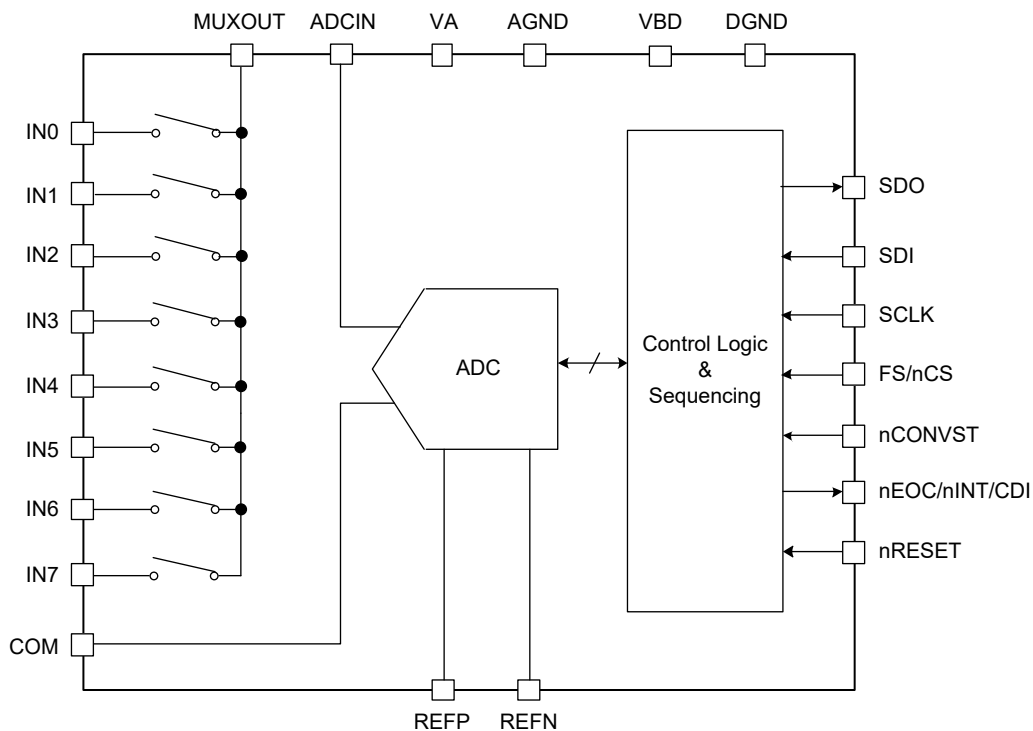 MUXOUT ADCIN VA AGND VBD DGND
IN0
IN1
IN2
IN3
IN4
IN5
IN6
IN7
COM
ADC
Control Logic
&
Sequencing
SDO
SDI
SCLK
FS/nCS
nCONVST
nEOC/nINT/CDI
nRESET
REFP REFN